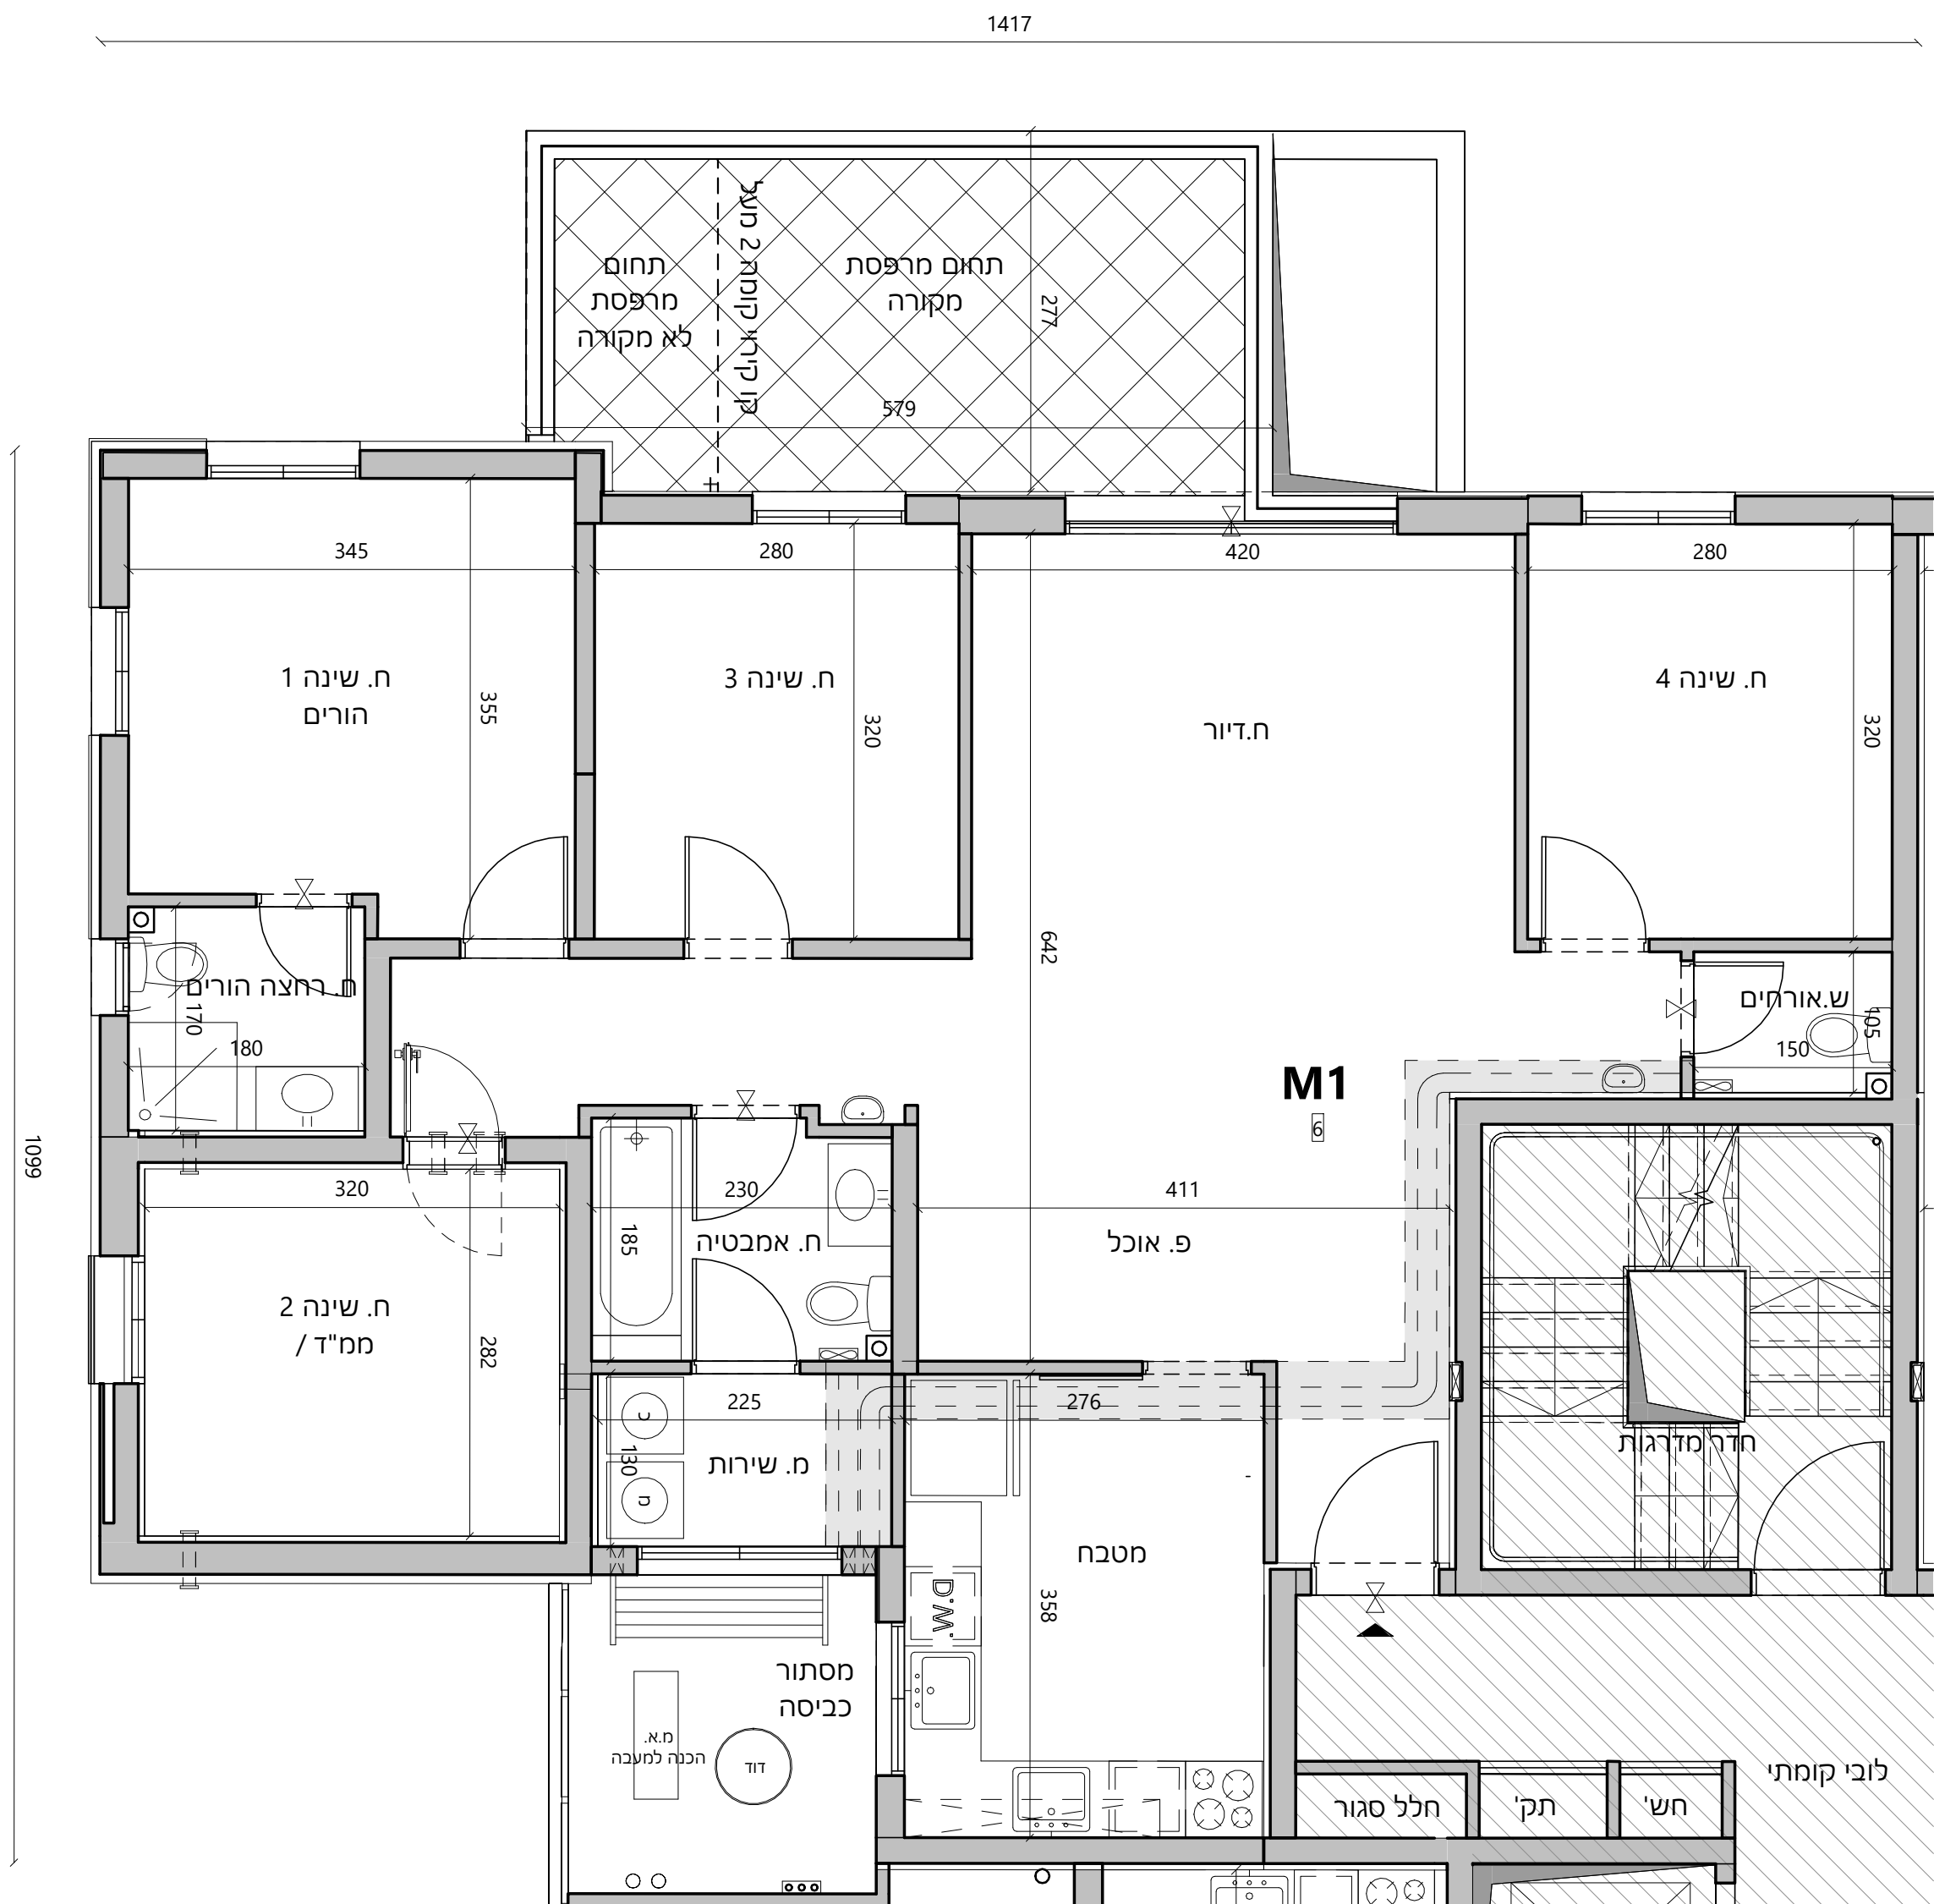 1417
תחום
מרפסת
לא מקורה
קו קירוי קומה 2 מעל
תחום מרפסת
מקורה
277
579
345
280
420
280
ח. שינה 1
הורים
355
ח. שינה 3
320
ח.דיור
ח. שינה 4
320
642
ח. רחצה הורים
170
180
ש.אורחים
105
150
M1
6
1099
320
230
411
185
ח. אמבטיה
פ. אוכל
ח. שינה 2
ממ"ד /
282
225
276
כ
130
מ. שירות
מ
חדר מדרגות
מטבח
D.W.
358
מסתור
כביסה
מ.א.
הכנה למעבה
דוד
לובי קומתי
חלל סגור
תק'
חש'